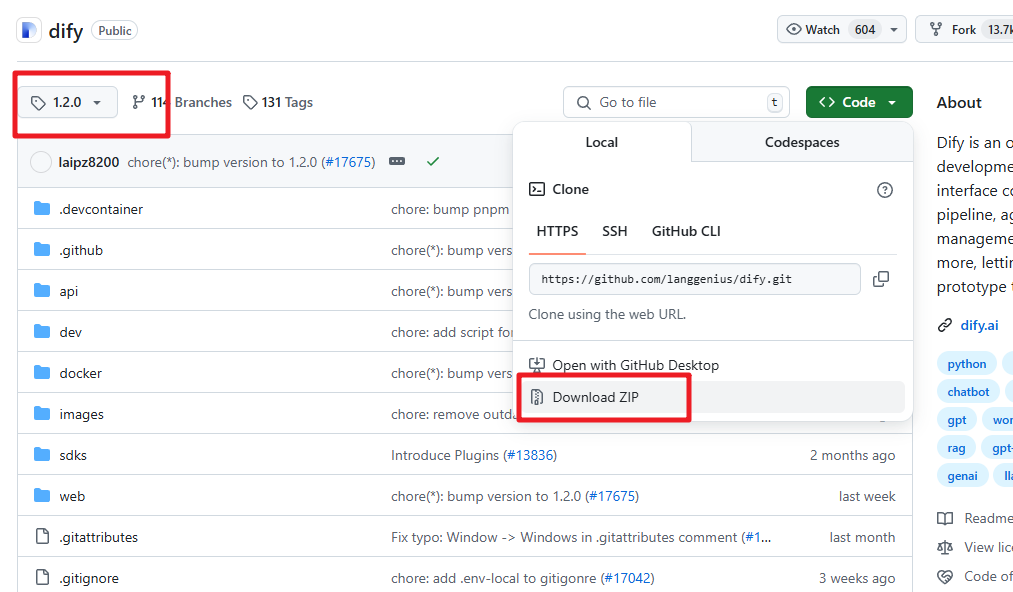 dify Public Watch 604 Fork 13.7k
1.2.0 114 Branches 131 Tags Go to file t Code About
Local Codespaces
Dify is an o
laipz8200 chore(*): bump version to 1.2.0 (#17675)
developme
Clone
interface co
.devcontainer chore: bump pnpm
pipeline, ag
HTTPS SSH GitHub CLI
manageme
.github chore(*): bump vers
more, lettin
https://github.com/langgenius/dify.git
prototype t
api chore(*): bump vers
Clone using the web URL.
dev chore: add script for
dify.ai
Open with GitHub Desktop
python
docker chore(*): bump vers
Download ZIP
chatbot
images chore: remove outda
gpt wor
sdks Introduce Plugins (#13836) 2 months ago
rag gpt-
genai lla
web chore(*): bump version to 1.2.0 (#17675) last week
Readme
.gitattributes Fix typo: Window -> Windows in .gitattributes comment (#1... last month
View lic
.gitignore chore: add .env-local to gitigonre (#17042) 3 weeks ago
Code of